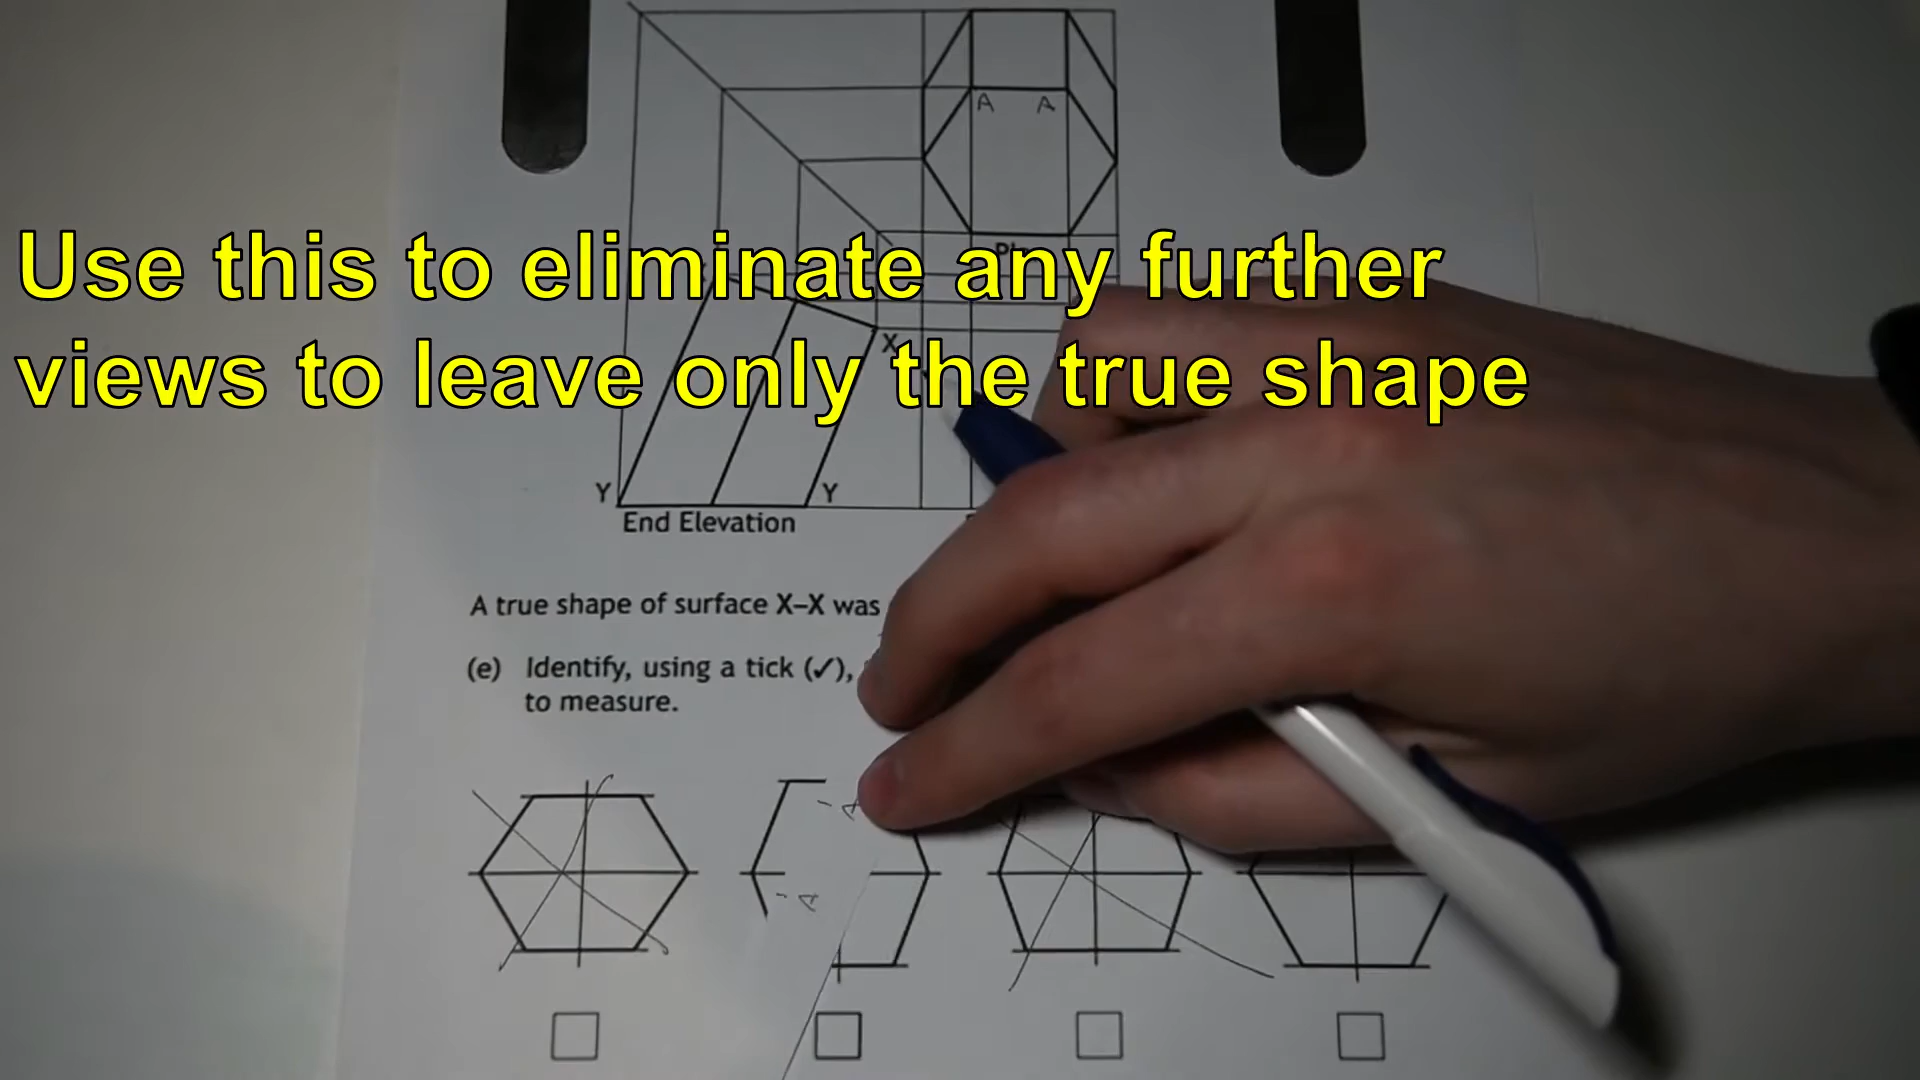 A A
Use this to eliminate any further
views to leave only the true shape
X
Y Y
End Elevation
A true shape of surface X–X was
(e) Identify, using a tick (✓),
to measure.
A
A